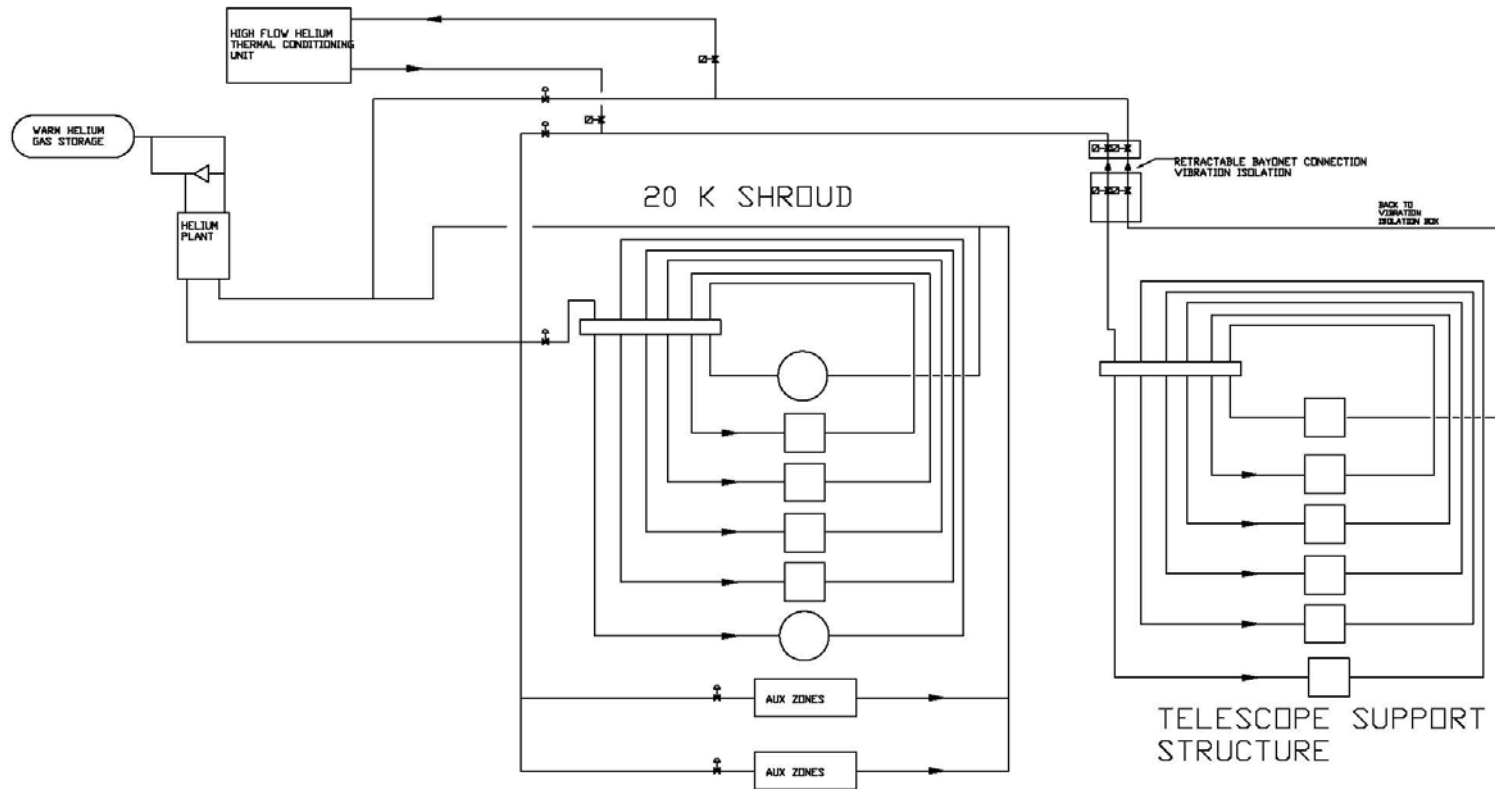 HIGH FLOW HELIUM
THERMAL CONDITIONING
UNIT
WARM HELIUM
GAS STORAGE
HELIUM
PLANT
20 K SHROUD
RETRACTABLE BAYONET CONNECTION
VIBRATION ISOLATION
BACK TO
VIBRATION
ISOLATION BOX
AUX ZONES
AUX ZONES
TELESCOPE SUPPORT
STRUCTURE